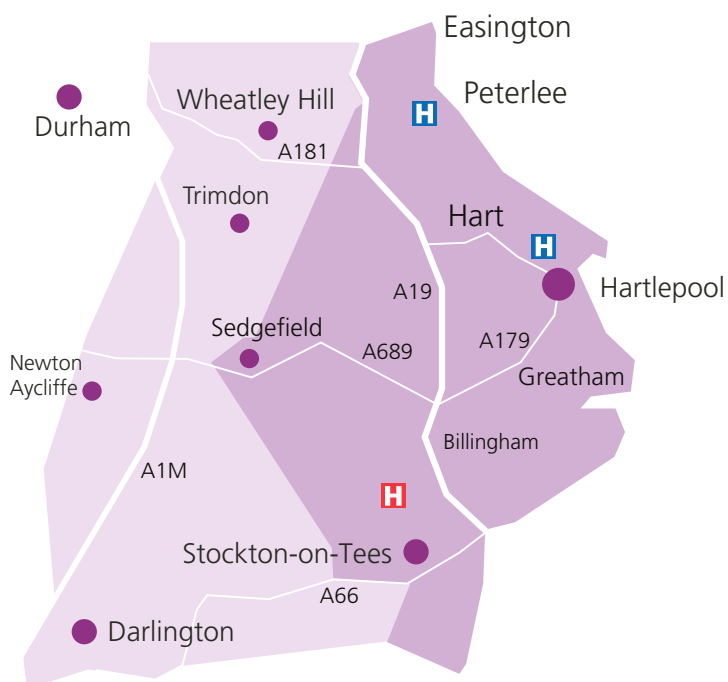 Easington
Peterlee
H
Wheatley Hill
Durham
A181
Trimdon
Hart
H
A19
Hartlepool
Sedgefield
A689
A179
Newton
Aycliffe
Greatham
Billingham
A1M
H
Stockton-on-Tees
A66
Darlington